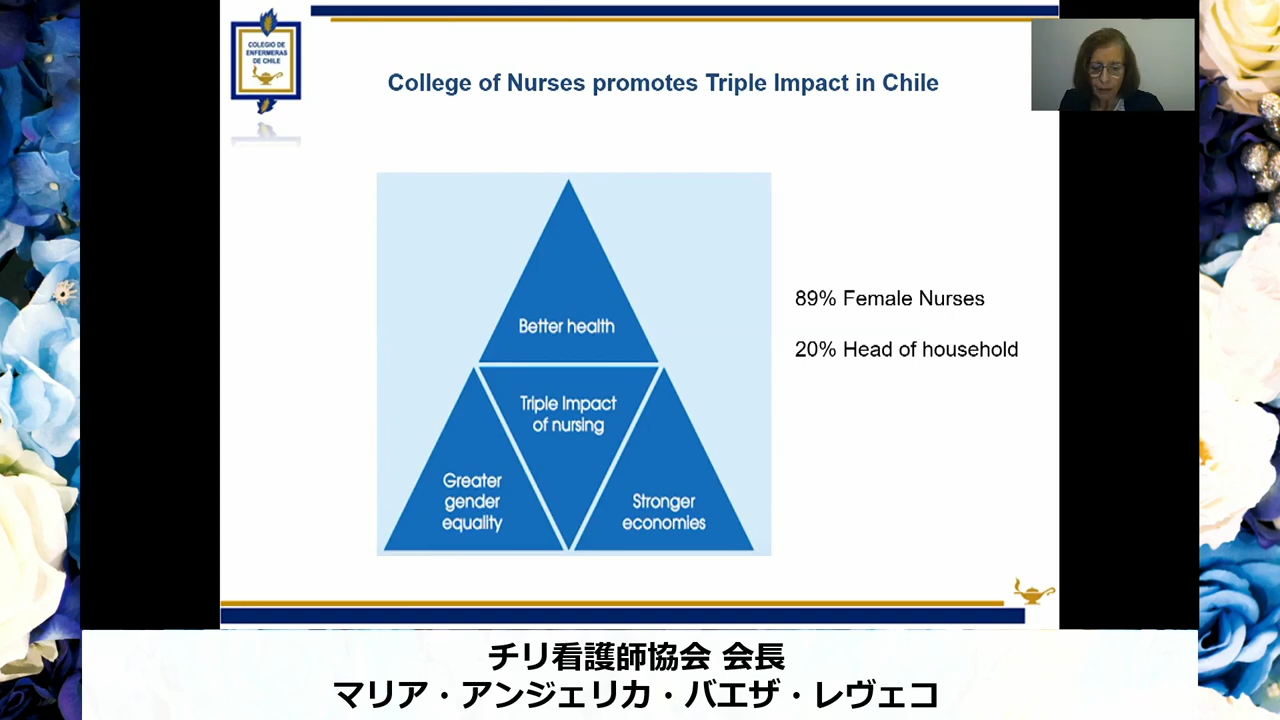 COLEGIO DE
ENFERMERAS
DE CHILE
College of Nurses promotes Triple Impact in Chile
Better health
Triple Impact
of nursing
Greater
gender
equality
Stronger
economies
89% Female Nurses
20% Head of household
チリ看護師協会 会長
マリア・アンジェリカ・バエザ・レヴェコ